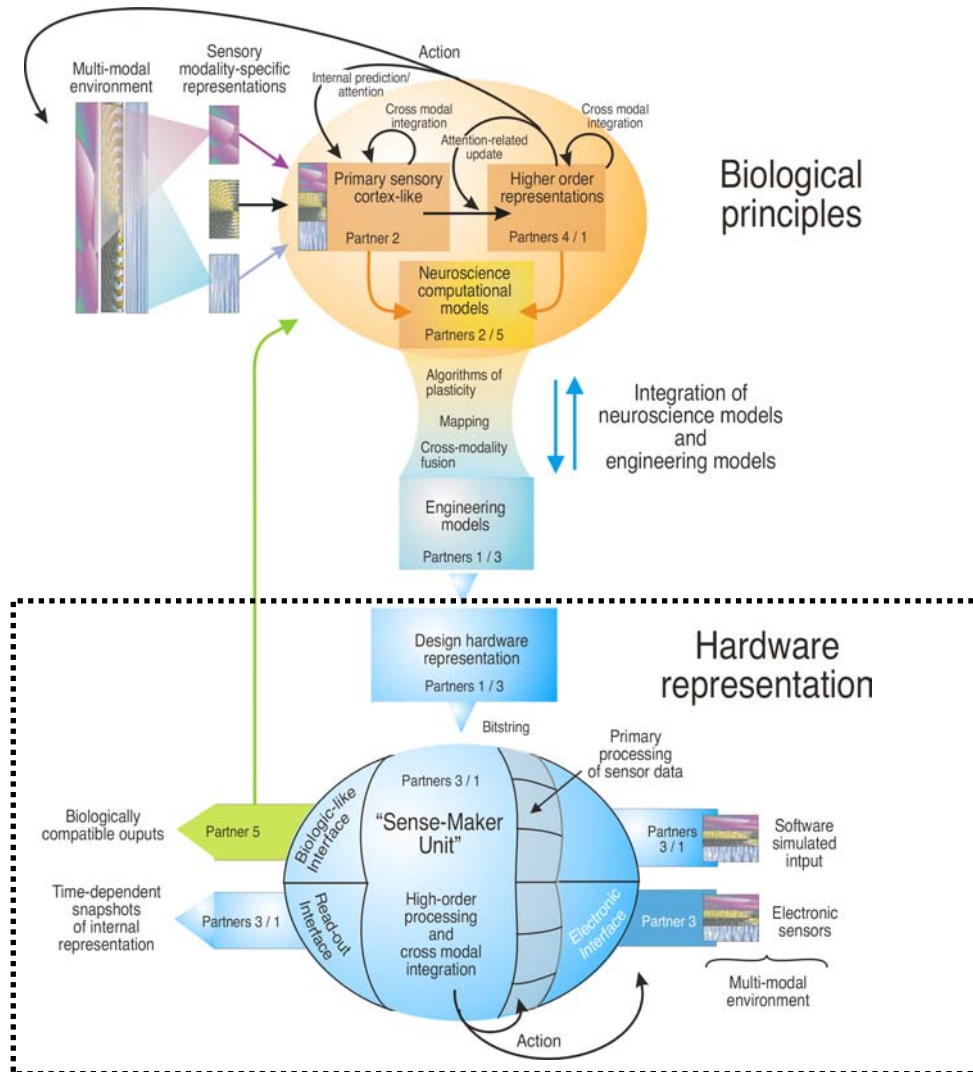 Action
Multi-modal
environment
Sensory
modality-specific
representations
Internal prediction/
attention
Cross modal
integration
Attention-related
update
Cross modal
integration
Primary sensory
cortex-like
Partner 2
Higher order
representations
Partners 4 / 1
Biological
principles
Neuroscience
computational
models
Partners 2 / 5
Algorithms of
plasticity
Mapping
Cross-modality
fusion
Integration of
neuroscience models
and
engineering models
Engineering
models
Partners 1 / 3
Design hardware
representation
Partners 1 / 3
Hardware
representation
Bitstring
Primary
processing
of sensor data
Partners 3 / 1
"Sense-Maker
Unit"
High-order
processing
and
cross modal
integration
Biologic-like
Interface
Read-out
Interface
Electronic
Interface
Biologically
compatible ouputs
Partner 5
Time-dependent
snapshots
of internal
representation
Partners 3 / 1
Partners
3 / 1
Software
simulated
intput
Partner 3
Electronic
sensors
Multi-modal
environment
Action